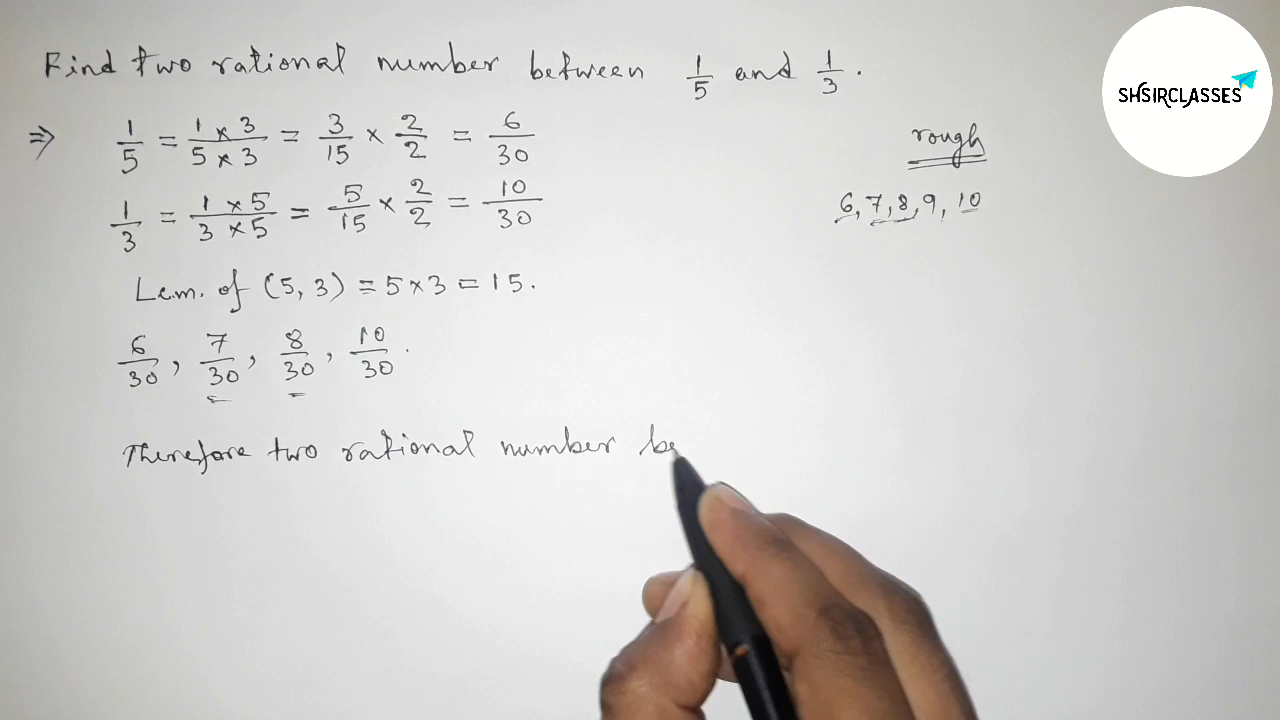 Find two rational number between 1/5 and 1/3.
SHSIRCLASSES
⇒ 1/5 = (1 × 3)/(5 × 3) = 3/15 × 2/2 = 6/30
rough
1/3 = (1 × 5)/(3 × 5) = 5/15 × 2/2 = 10/30
6, 7, 8, 9, 10
L.c.m. of (5, 3) = 5 × 3 = 15.
6/30, 7/30, 8/30, 10/30.
Therefore two rational number be